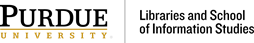 PURDUE
UNIVERSITY®
Libraries and School
of Information Studies